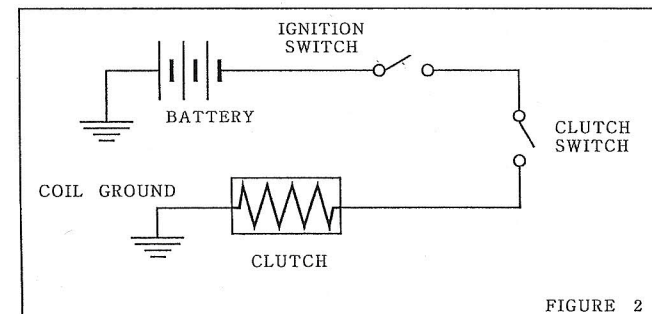 IGNITION
SWITCH
BATTERY
CLUTCH
SWITCH
COIL GROUND
CLUTCH
FIGURE 2